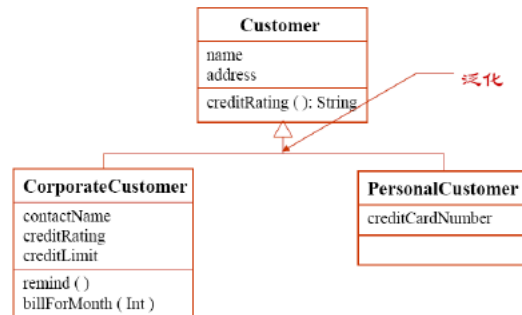 Customer
name
address
creditRating ( ): String
泛化
CorporateCustomer
contactName
creditRating
creditLimit
remind ( )
billForMonth ( Int )
PersonalCustomer
creditCardNumber